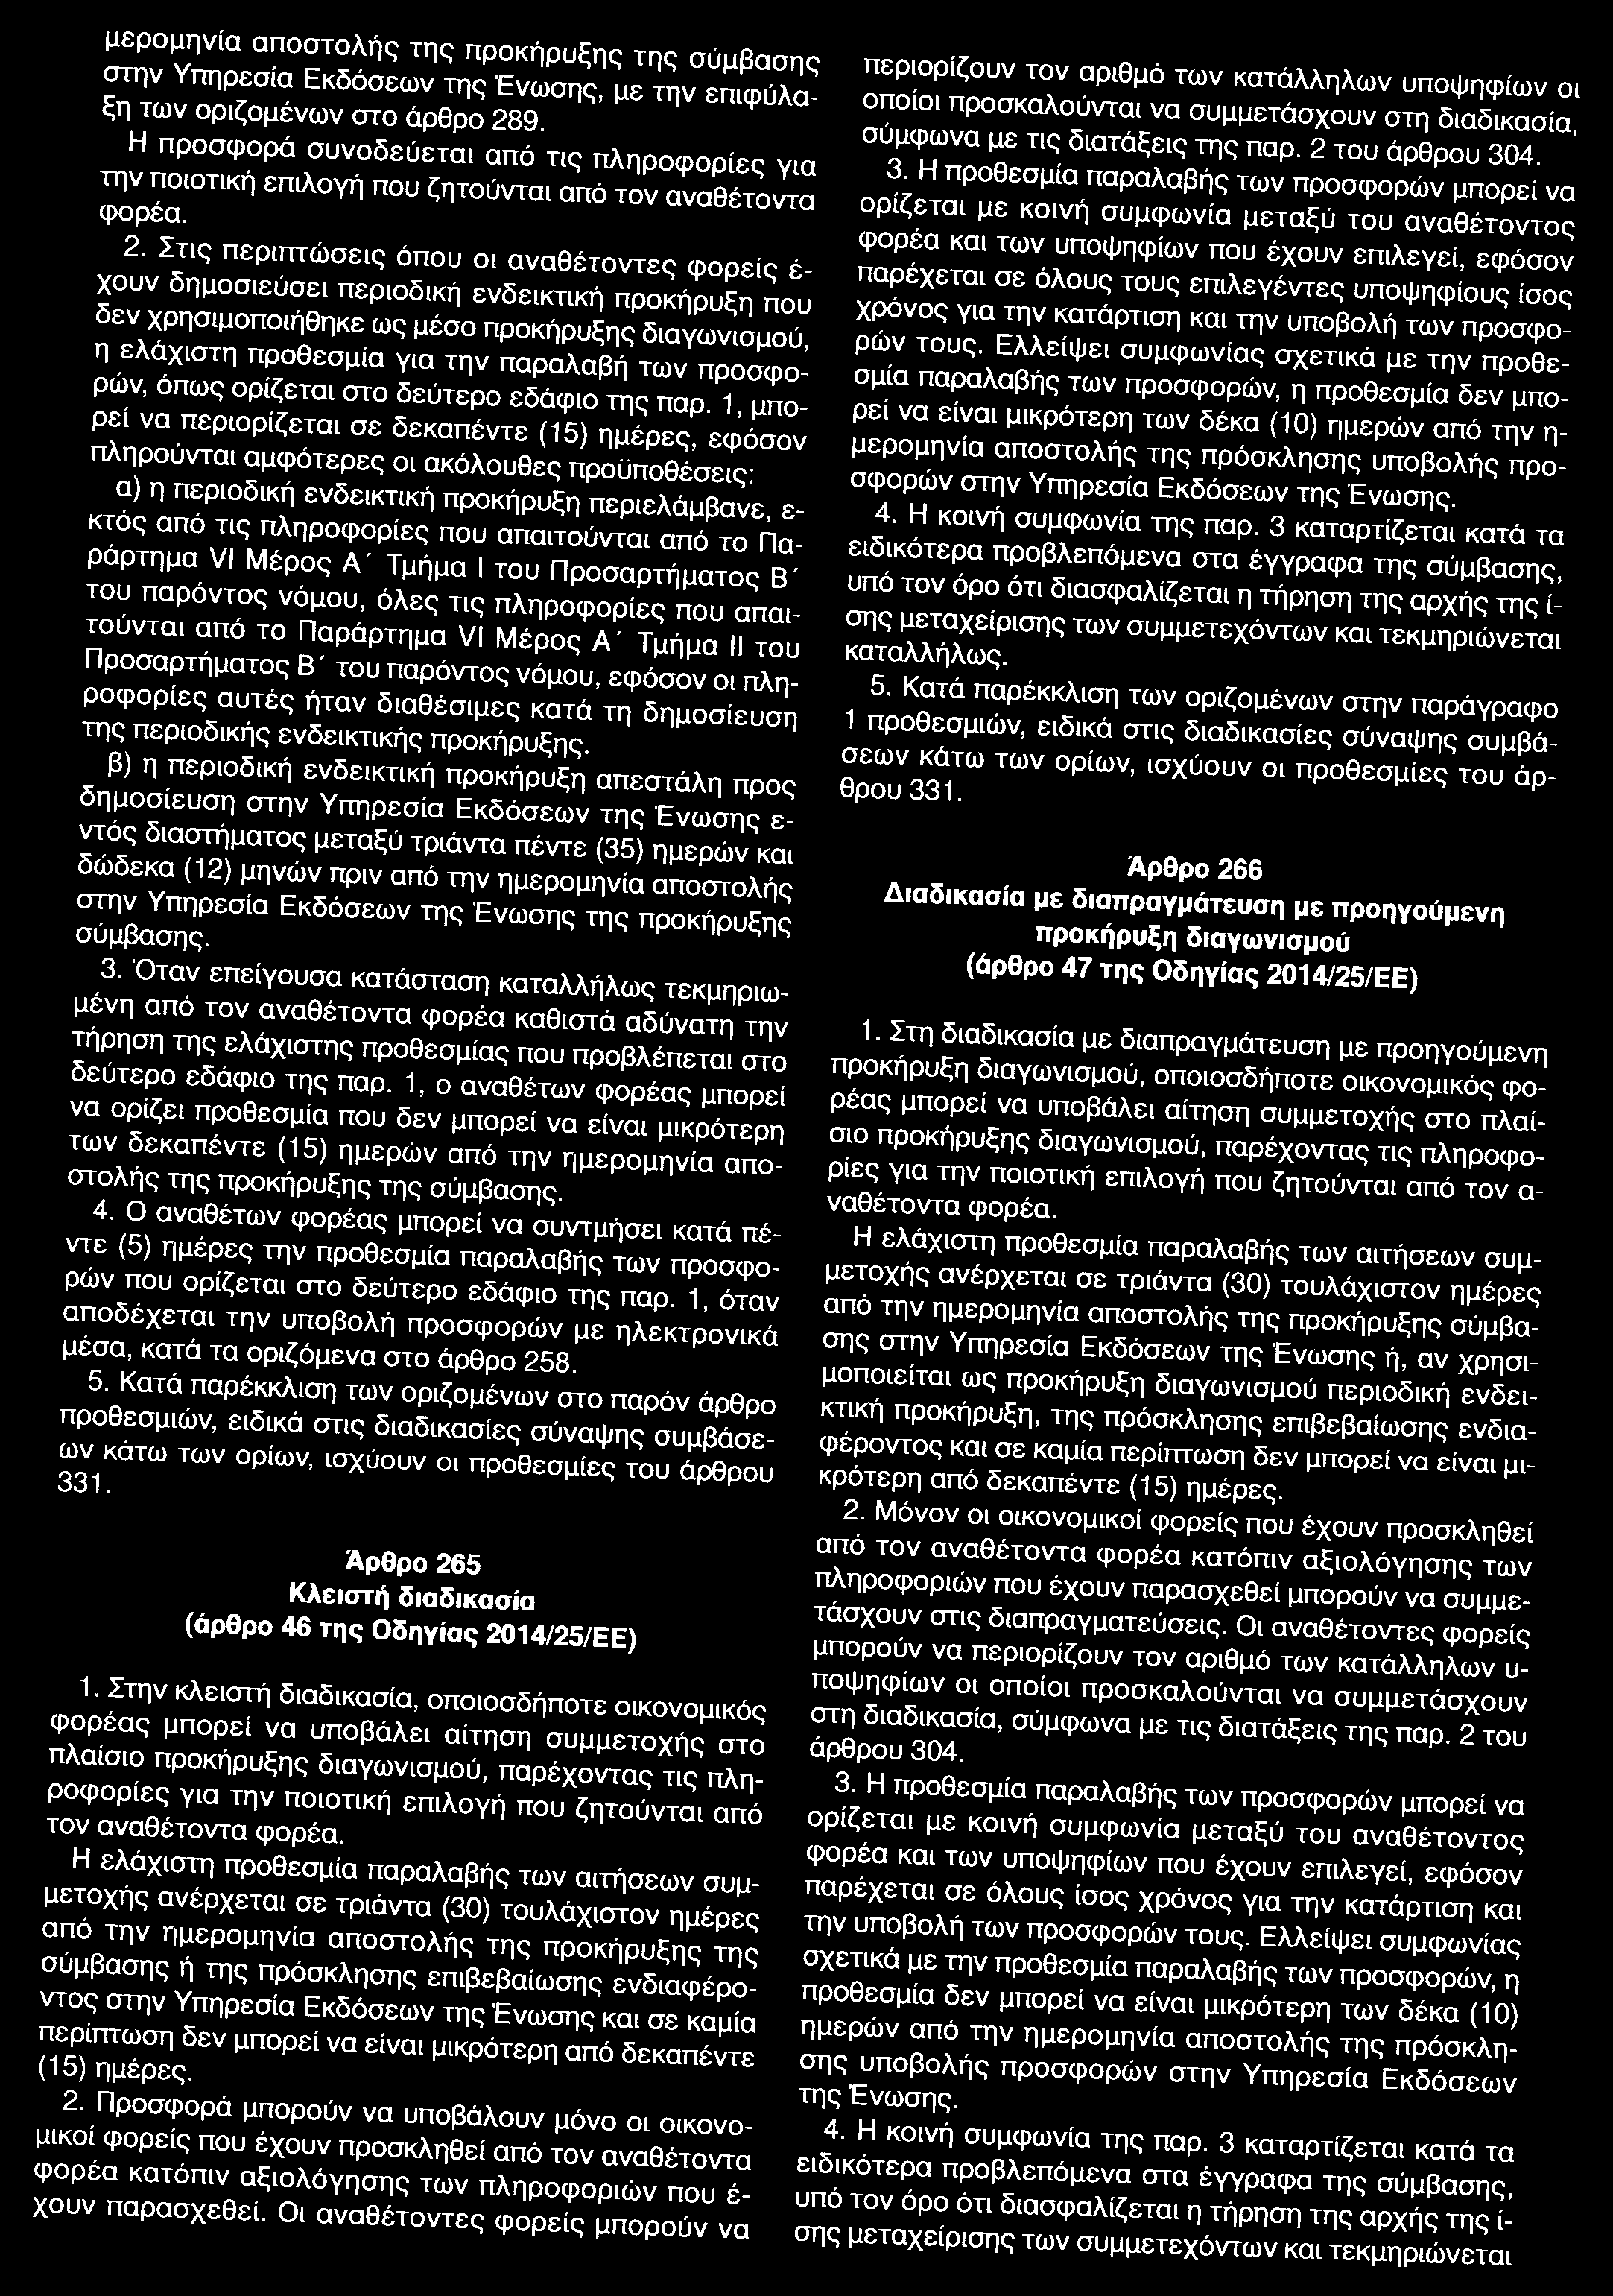 μερομηνία αποστολής της προκήρυξης της σύμβασης
στην Υπηρεσία Εκδόσεων της Ένωσης, με την επιφύλα-
ξη των οριζομένων στο άρθρο 289.
Η προσφορά συνοδεύεται από τις πληροφορίες για
την ποιοτική επιλογή που ζητούνται από τον αναθέτοντα
φορέα.
2. Στις περιπτώσεις όπου οι αναθέτοντες φορείς έ-
χουν δημοσιεύσει περιοδική ενδεικτική προκήρυξη που
δεν χρησιμοποιήθηκε ως μέσο προκήρυξης διαγωνισμού,
η ελάχιστη προθεσμία για την παραλαβή των προσφο-
ρών, όπως ορίζεται στο δεύτερο εδάφιο της παρ. 1, μπο-
ρεί να περιορίζεται σε δεκαπέντε (15) ημέρες, εφόσον
πληρούνται αμφότερες οι ακόλουθες προϋποθέσεις:
α) η περιοδική ενδεικτική προκήρυξη περιελάμβανε, ε-
κτός από τις πληροφορίες που απαιτούνται από το Πα-
ράρτημα VI Μέρος Α΄ Τμήμα Ι του Προσαρτήματος Β΄
του παρόντος νόμου, όλες τις πληροφορίες που απαι-
τούνται από το Παράρτημα VI Μέρος Α΄ Τμήμα ΙΙ του
Προσαρτήματος Β΄ του παρόντος νόμου, εφόσον οι πλη-
ροφορίες αυτές ήταν διαθέσιμες κατά τη δημοσίευση
της περιοδικής ενδεικτικής προκήρυξης.
β) η περιοδική ενδεικτική προκήρυξη απεστάλη προς
δημοσίευση στην Υπηρεσία Εκδόσεων της Ένωσης ε-
ντός διαστήματος μεταξύ τριάντα πέντε (35) ημερών και
δώδεκα (12) μηνών πριν από την ημερομηνία αποστολής
στην Υπηρεσία Εκδόσεων της Ένωσης της προκήρυξης
σύμβασης.
3. Όταν επείγουσα κατάσταση καταλλήλως τεκμηριω-
μένη από τον αναθέτοντα φορέα καθιστά αδύνατη την
τήρηση της ελάχιστης προθεσμίας που προβλέπεται στο
δεύτερο εδάφιο της παρ. 1, ο αναθέτων φορέας μπορεί
να ορίζει προθεσμία που δεν μπορεί να είναι μικρότερη
των δεκαπέντε (15) ημερών από την ημερομηνία απο-
στολής της προκήρυξης της σύμβασης.
4. Ο αναθέτων φορέας μπορεί να συντμήσει κατά πέ-
ντε (5) ημέρες την προθεσμία παραλαβής των προσφο-
ρών που ορίζεται στο δεύτερο εδάφιο της παρ. 1, όταν
αποδέχεται την υποβολή προσφορών με ηλεκτρονικά
μέσα, κατά τα οριζόμενα στο άρθρο 258.
5. Κατά παρέκκλιση των οριζομένων στο παρόν άρθρο
προθεσμιών, ειδικά στις διαδικασίες σύναψης συμβάσε-
ων κάτω των ορίων, ισχύουν οι προθεσμίες του άρθρου
331.
Άρθρο 265
Κλειστή διαδικασία
(άρθρο 46 της Οδηγίας 2014/25/ΕΕ)
1. Στην κλειστή διαδικασία, οποιοσδήποτε οικονομικός
φορέας μπορεί να υποβάλει αίτηση συμμετοχής στο
πλαίσιο προκήρυξης διαγωνισμού, παρέχοντας τις πλη-
ροφορίες για την ποιοτική επιλογή που ζητούνται από
τον αναθέτοντα φορέα.
Η ελάχιστη προθεσμία παραλαβής των αιτήσεων συμ-
μετοχής ανέρχεται σε τριάντα (30) τουλάχιστον ημέρες
από την ημερομηνία αποστολής της προκήρυξης της
σύμβασης ή της πρόσκλησης επιβεβαίωσης ενδιαφέρο-
ντος στην Υπηρεσία Εκδόσεων της Ένωσης και σε καμία
περίπτωση δεν μπορεί να είναι μικρότερη από δεκαπέντε
(15) ημέρες.
2. Προσφορά μπορούν να υποβάλουν μόνο οι οικονο-
μικοί φορείς που έχουν προσκληθεί από τον αναθέτοντα
φορέα κατόπιν αξιολόγησης των πληροφοριών που έ-
χουν παρασχεθεί. Οι αναθέτοντες φορείς μπορούν να
περιορίζουν τον αριθμό των κατάλληλων υποψηφίων οι
οποίοι προσκαλούνται να συμμετάσχουν στη διαδικασία,
σύμφωνα με τις διατάξεις της παρ. 2 του άρθρου 304.
3. Η προθεσμία παραλαβής των προσφορών μπορεί να
ορίζεται με κοινή συμφωνία μεταξύ του αναθέτοντος
φορέα και των υποψηφίων που έχουν επιλεγεί, εφόσον
παρέχεται σε όλους τους επιλεγέντες υποψηφίους ίσος
χρόνος για την κατάρτιση και την υποβολή των προσφο-
ρών τους. Ελλείψει συμφωνίας σχετικά με την προθε-
σμία παραλαβής των προσφορών, η προθεσμία δεν μπο-
ρεί να είναι μικρότερη των δέκα (10) ημερών από την η-
μερομηνία αποστολής της πρόσκλησης υποβολής προ-
σφορών στην Υπηρεσία Εκδόσεων της Ένωσης.
4. Η κοινή συμφωνία της παρ. 3 καταρτίζεται κατά τα
ειδικότερα προβλεπόμενα στα έγγραφα της σύμβασης,
υπό τον όρο ότι διασφαλίζεται η τήρηση της αρχής της ί-
σης μεταχείρισης των συμμετεχόντων και τεκμηριώνεται
καταλλήλως.
5. Κατά παρέκκλιση των οριζομένων στην παράγραφο
1 προθεσμιών, ειδικά στις διαδικασίες σύναψης συμβά-
σεων κάτω των ορίων, ισχύουν οι προθεσμίες του άρ-
θρου 331.
Άρθρο 266
Διαδικασία με διαπραγμάτευση με προηγούμενη
προκήρυξη διαγωνισμού
(άρθρο 47 της Οδηγίας 2014/25/ΕΕ)
1. Στη διαδικασία με διαπραγμάτευση με προηγούμενη
προκήρυξη διαγωνισμού, οποιοσδήποτε οικονομικός φο-
ρέας μπορεί να υποβάλει αίτηση συμμετοχής στο πλαί-
σιο προκήρυξης διαγωνισμού, παρέχοντας τις πληροφο-
ρίες για την ποιοτική επιλογή που ζητούνται από τον α-
ναθέτοντα φορέα.
Η ελάχιστη προθεσμία παραλαβής των αιτήσεων συμ-
μετοχής ανέρχεται σε τριάντα (30) τουλάχιστον ημέρες
από την ημερομηνία αποστολής της προκήρυξης σύμβα-
σης στην Υπηρεσία Εκδόσεων της Ένωσης ή, αν χρησι-
μοποιείται ως προκήρυξη διαγωνισμού περιοδική ενδει-
κτική προκήρυξη, της πρόσκλησης επιβεβαίωσης ενδια-
φέροντος και σε καμία περίπτωση δεν μπορεί να είναι μι-
κρότερη από δεκαπέντε (15) ημέρες.
2. Μόνον οι οικονομικοί φορείς που έχουν προσκληθεί
από τον αναθέτοντα φορέα κατόπιν αξιολόγησης των
πληροφοριών που έχουν παρασχεθεί μπορούν να συμμε-
τάσχουν στις διαπραγματεύσεις. Οι αναθέτοντες φορείς
μπορούν να περιορίζουν τον αριθμό των κατάλληλων υ-
ποψηφίων οι οποίοι προσκαλούνται να συμμετάσχουν
στη διαδικασία, σύμφωνα με τις διατάξεις της παρ. 2 του
άρθρου 304.
3. Η προθεσμία παραλαβής των προσφορών μπορεί να
ορίζεται με κοινή συμφωνία μεταξύ του αναθέτοντος
φορέα και των υποψηφίων που έχουν επιλεγεί, εφόσον
παρέχεται σε όλους ίσος χρόνος για την κατάρτιση και
την υποβολή των προσφορών τους. Ελλείψει συμφωνίας
σχετικά με την προθεσμία παραλαβής των προσφορών, η
προθεσμία δεν μπορεί να είναι μικρότερη των δέκα (10)
ημερών από την ημερομηνία αποστολής της πρόσκλη-
σης υποβολής προσφορών στην Υπηρεσία Εκδόσεων
της Ένωσης.
4. Η κοινή συμφωνία της παρ. 3 καταρτίζεται κατά τα
ειδικότερα προβλεπόμενα στα έγγραφα της σύμβασης,
υπό τον όρο ότι διασφαλίζεται η τήρηση της αρχής της ί-
σης μεταχείρισης των συμμετεχόντων και τεκμηριώνεται